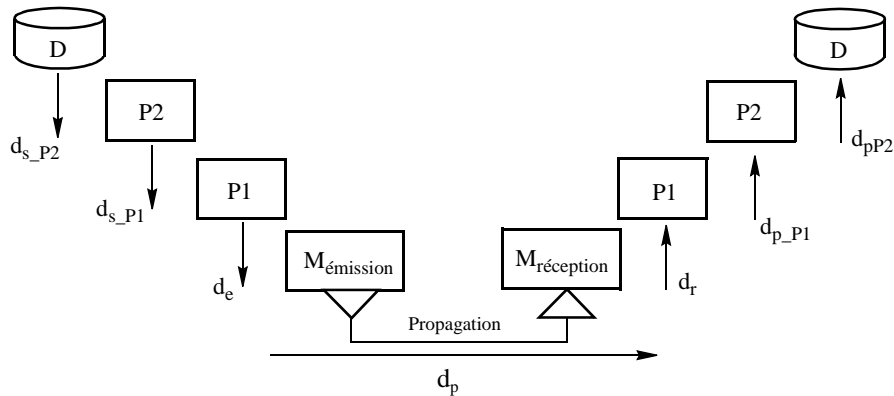 D
D
P2
P2
d_s_P2
d_pP2
P1
P1
d_s_P1
d_p_P1
M_émission
M_réception
d_e
d_r
Propagation
d_p